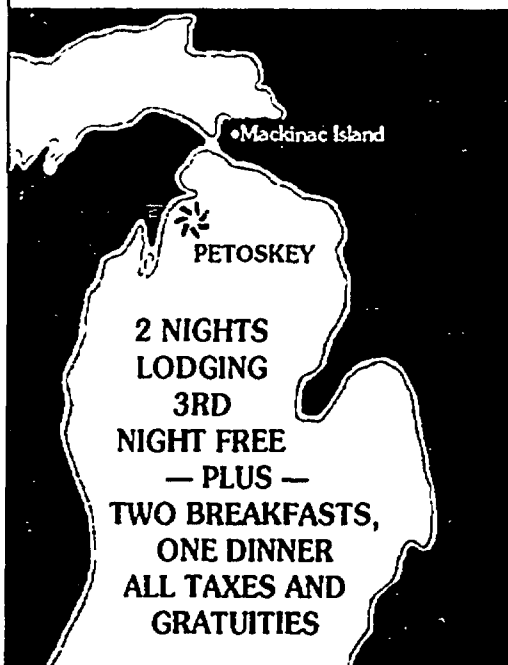 •Mackinac Island
PETOSKEY
2 NIGHTS
LODGING
3RD
NIGHT FREE
— PLUS —
TWO BREAKFASTS,
ONE DINNER
ALL TAXES AND
GRATUITIES